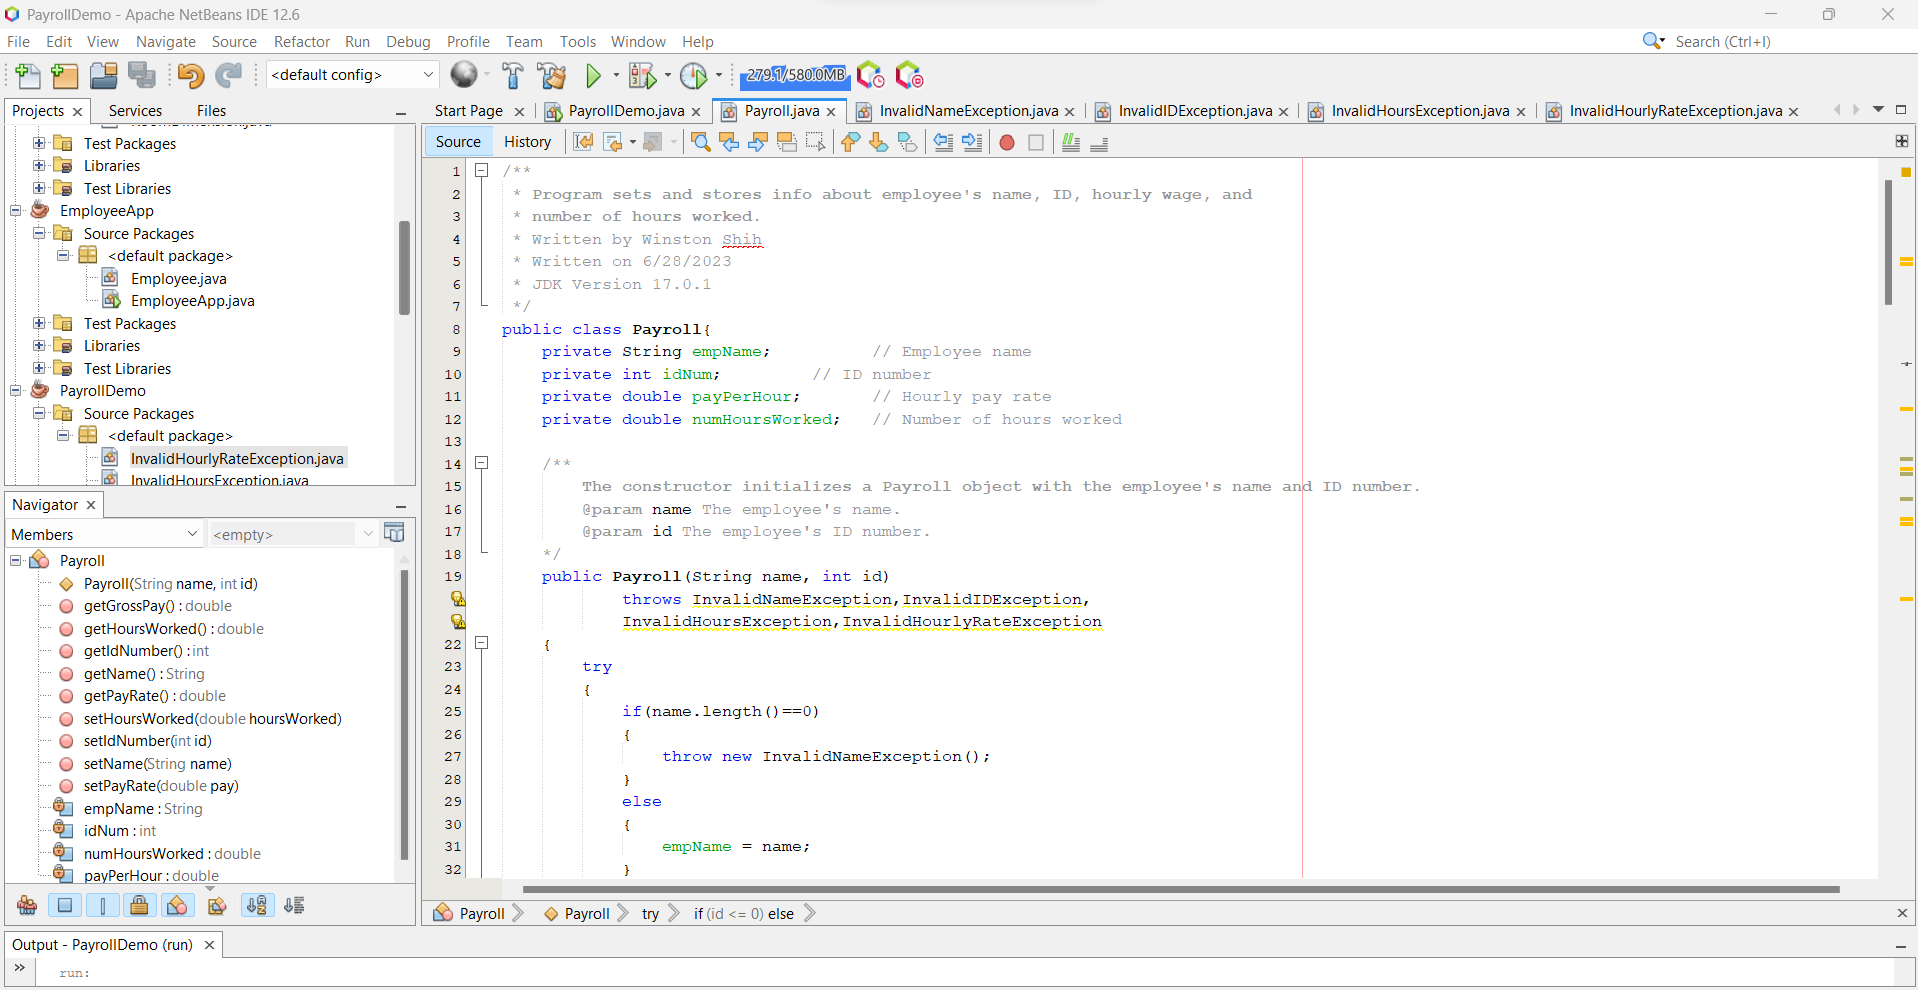 PayrollDemo - Apache NetBeans IDE 12.6
File Edit View Navigate Source Refactor Run Debug Profile Team Tools Window Help
Search (Ctrl+I)
<default config>
279.1/580.0MB
Projects Services Files
Test Packages
Libraries
Test Libraries
EmployeeApp
Source Packages
<default package>
Employee.java
EmployeeApp.java
Test Packages
Libraries
Test Libraries
PayrollDemo
Source Packages
<default package>
InvalidHourlyRateException.java
InvalidHoursException.java
Navigator
Members <empty>
Payroll
Payroll(String name, int id)
getGrossPay() : double
getHoursWorked() : double
getIdNumber() : int
getName() : String
getPayRate() : double
setHoursWorked(double hoursWorked)
setIdNumber(int id)
setName(String name)
setPayRate(double pay)
empName : String
idNum : int
numHoursWorked : double
payPerHour : double
Start Page PayrollDemo.java Payroll.java InvalidNameException.java InvalidIDException.java InvalidHoursException.java InvalidHourlyRateException.java
Source History
1 /**
2 * Program sets and stores info about employee's name, ID, hourly wage, and
3 * number of hours worked.
4 * Written by Winston Shih
5 * Written on 6/28/2023
6 * JDK Version 17.0.1
7 */
8 public class Payroll{
9 private String empName; // Employee name
10 private int idNum; // ID number
11 private double payPerHour; // Hourly pay rate
12 private double numHoursWorked; // Number of hours worked
13
14 /**
15 The constructor initializes a Payroll object with the employee's name and ID number.
16 @param name The employee's name.
17 @param id The employee's ID number.
18 */
19 public Payroll(String name, int id)
throws InvalidNameException,InvalidIDException,
InvalidHoursException,InvalidHourlyRateException
22 {
23 try
24 {
25 if(name.length()==0)
26 {
27 throw new InvalidNameException();
28 }
29 else
30 {
31 empName = name;
32 }
Payroll Payroll try if (id <= 0) else
Output - PayrollDemo (run)
run: